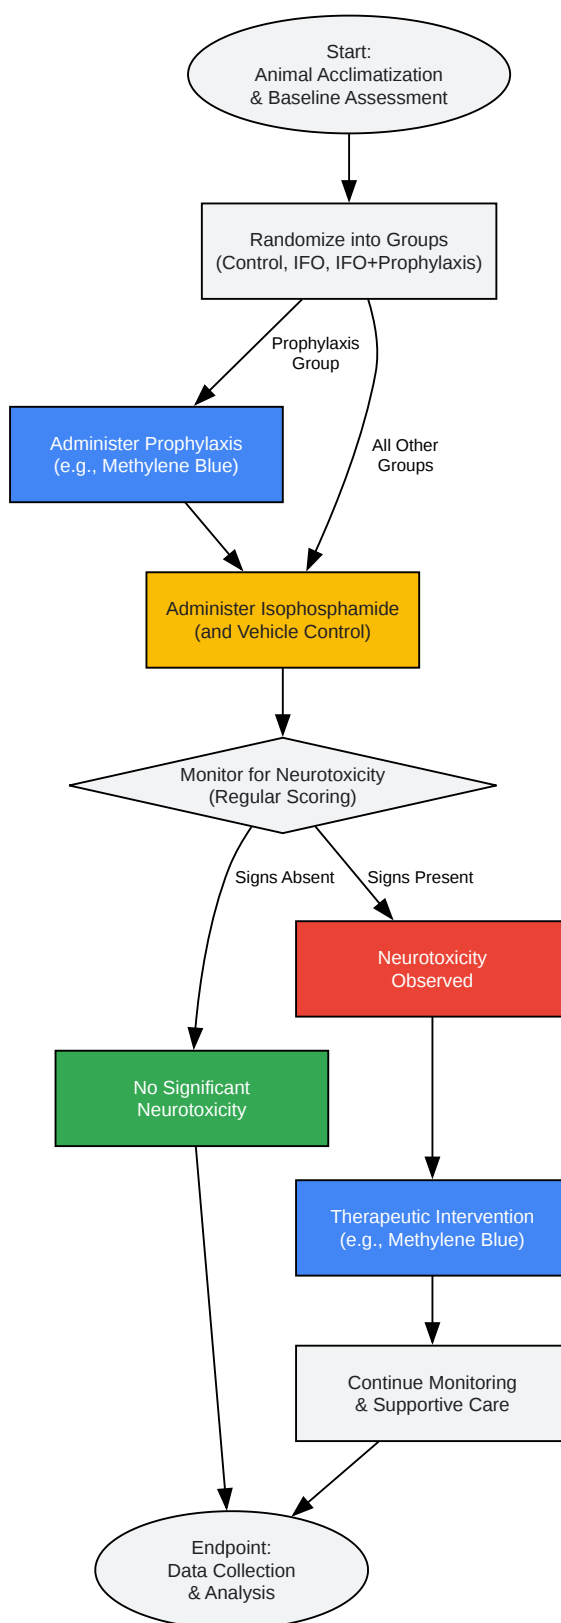 Start:
Animal Acclimatization
& Baseline Assessment
Randomize into Groups
(Control, IFO, IFO+Prophylaxis)
Prophylaxis
Group
Administer Prophylaxis
(e.g., Methylene Blue)
All Other
Groups
Administer Isophosphamide
(and Vehicle Control)
Monitor for Neurotoxicity
(Regular Scoring)
Signs Absent
Signs Present
Neurotoxicity
Observed
No Significant
Neurotoxicity
Therapeutic Intervention
(e.g., Methylene Blue)
Continue Monitoring
& Supportive Care
Endpoint:
Data Collection
& Analysis